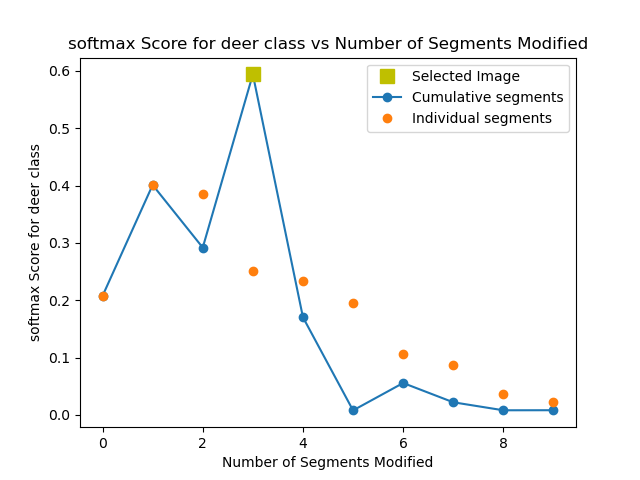 softmax Score for deer class vs Number of Segments Modified
Selected Image
Cumulative segments
Individual segments
softmax Score for deer class
0.6
0.5
0.4
0.3
0.2
0.1
0.0
0 2 4 6 8
Number of Segments Modified